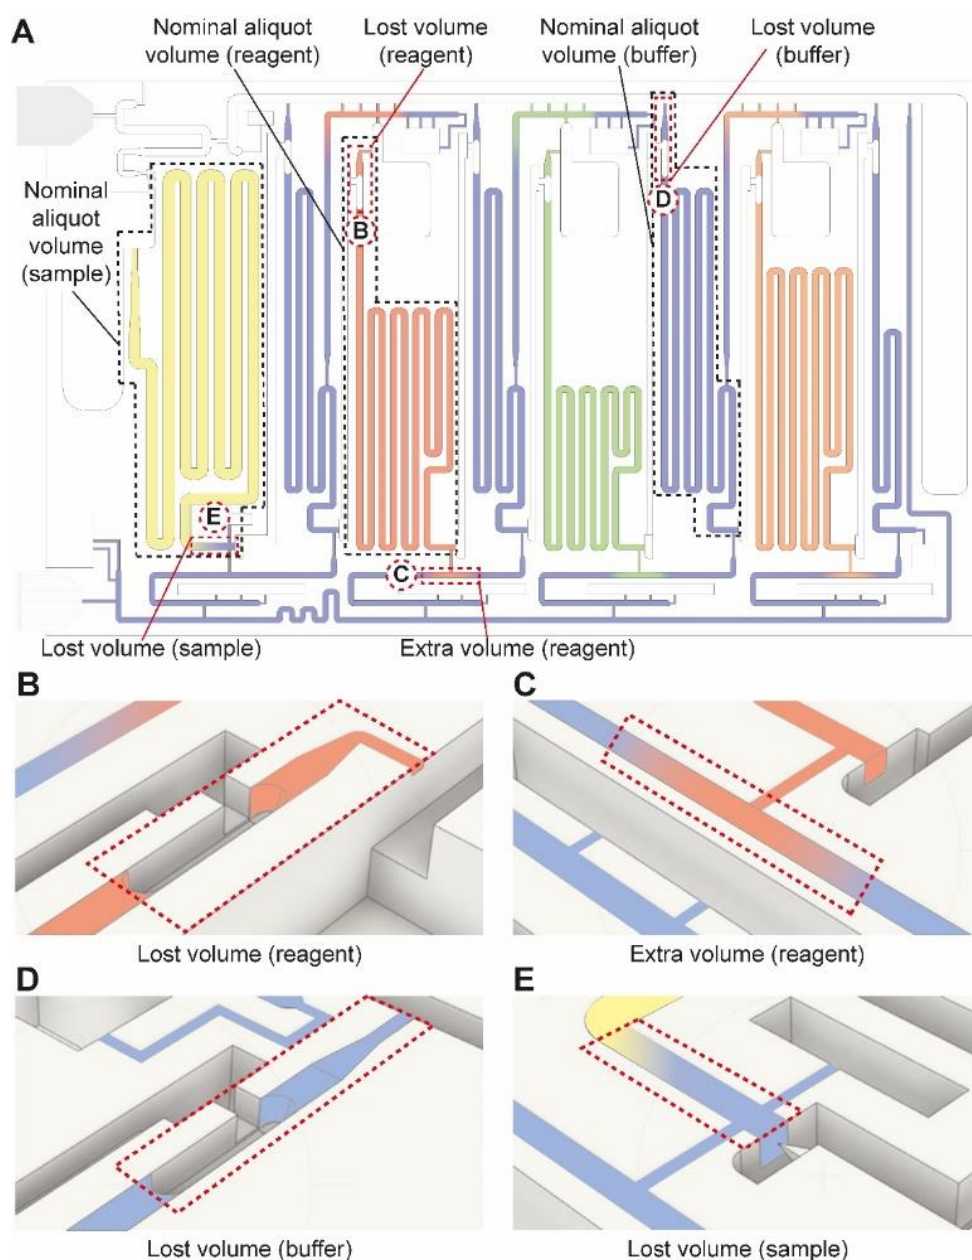 A
Nominal aliquot
volume (reagent)
Lost volume
(reagent)
Nominal aliquot
volume (buffer)
Lost volume
(buffer)
Nominal
aliquot
volume
(sample)
B
D
E
C
Lost volume (sample)
Extra volume (reagent)
B
C
Lost volume (reagent)
Extra volume (reagent)
D
E
Lost volume (buffer)
Lost volume (sample)